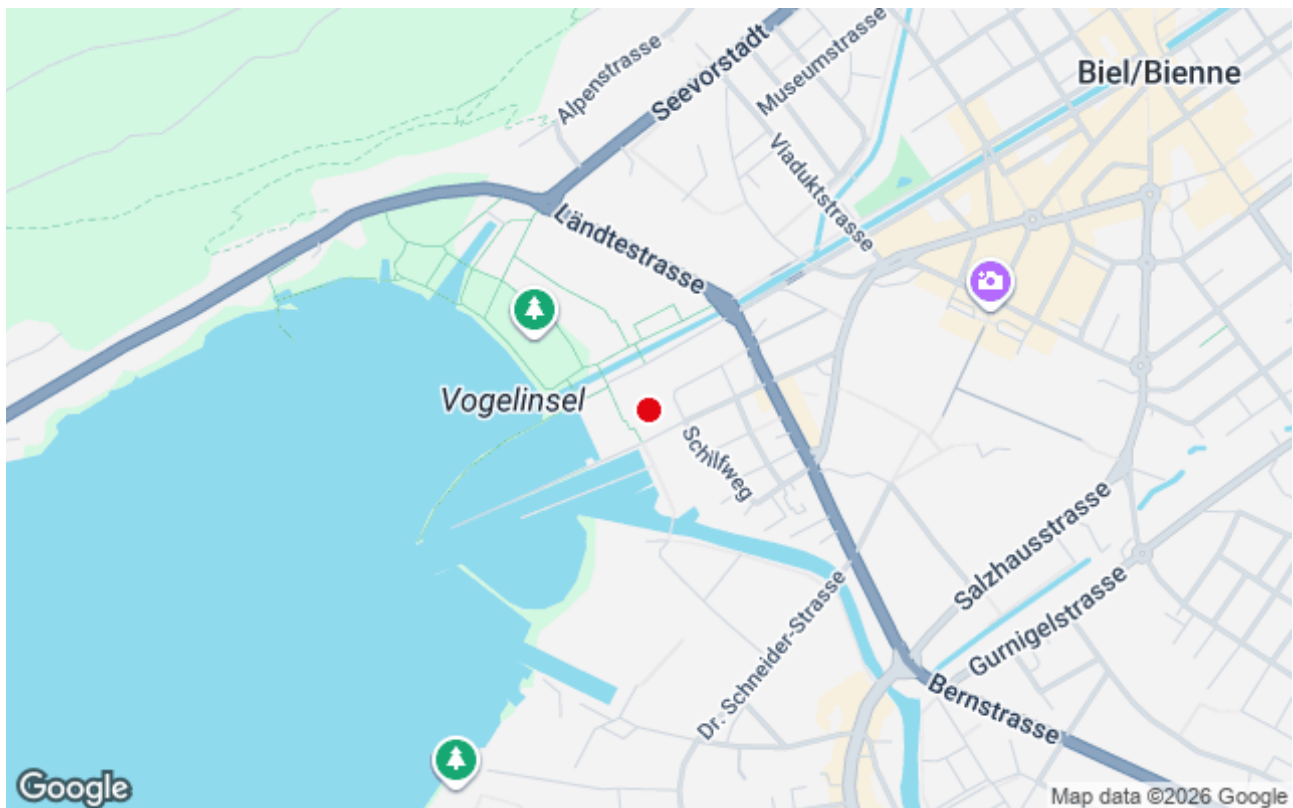 Alpenstrasse
Seevorstadt
Museumstrasse
Biel/Bienne
Viaduktstrasse
Ländtestrasse
Vogelinsel
Schilfweg
Salzhausstrasse
Dr. Schneider-Strasse
Gurnigelstrasse
Bernstrasse
Google
Map data ©2026 Google